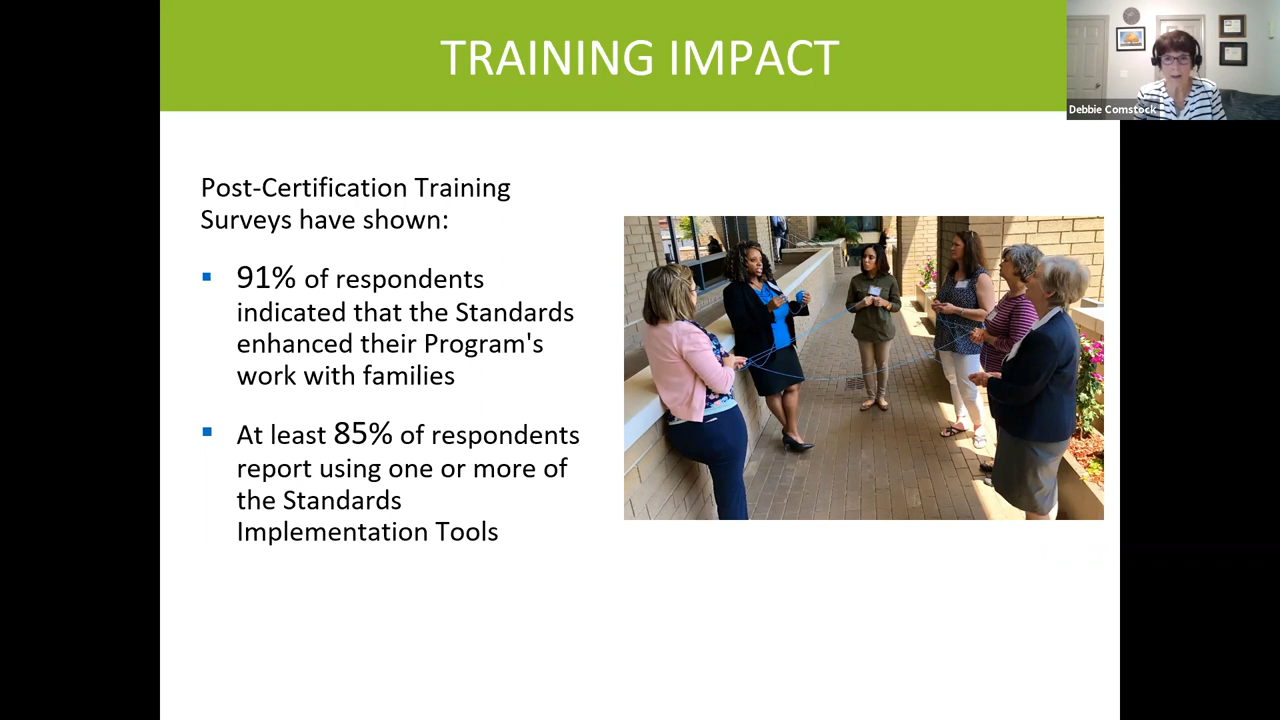 TRAINING IMPACT
Debbie Comstock
Post-Certification Training
Surveys have shown:
▪ 91% of respondents
indicated that the Standards
enhanced their Program's
work with families
▪ At least 85% of respondents
report using one or more of
the Standards
Implementation Tools